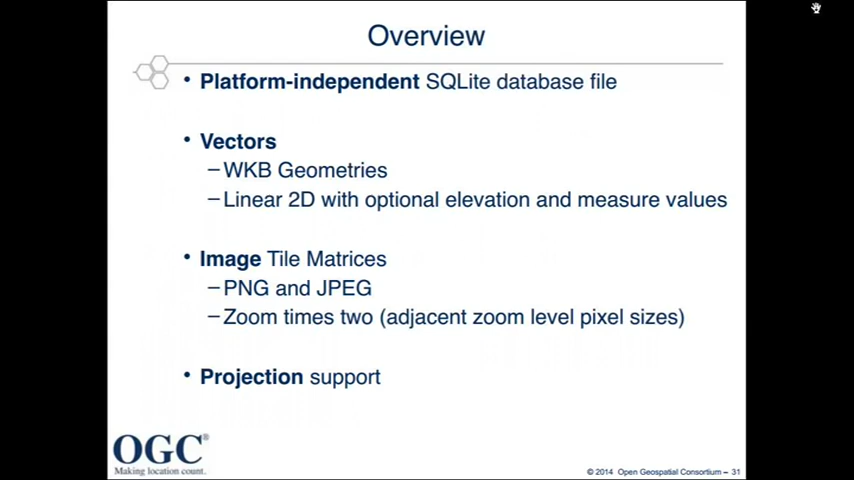 Overview
• Platform-independent SQLite database file
• Vectors
–WKB Geometries
–Linear 2D with optional elevation and measure values
• Image Tile Matrices
–PNG and JPEG
–Zoom times two (adjacent zoom level pixel sizes)
• Projection support
OGC®
Making location count.
© 2014 Open Geospatial Consortium – 31